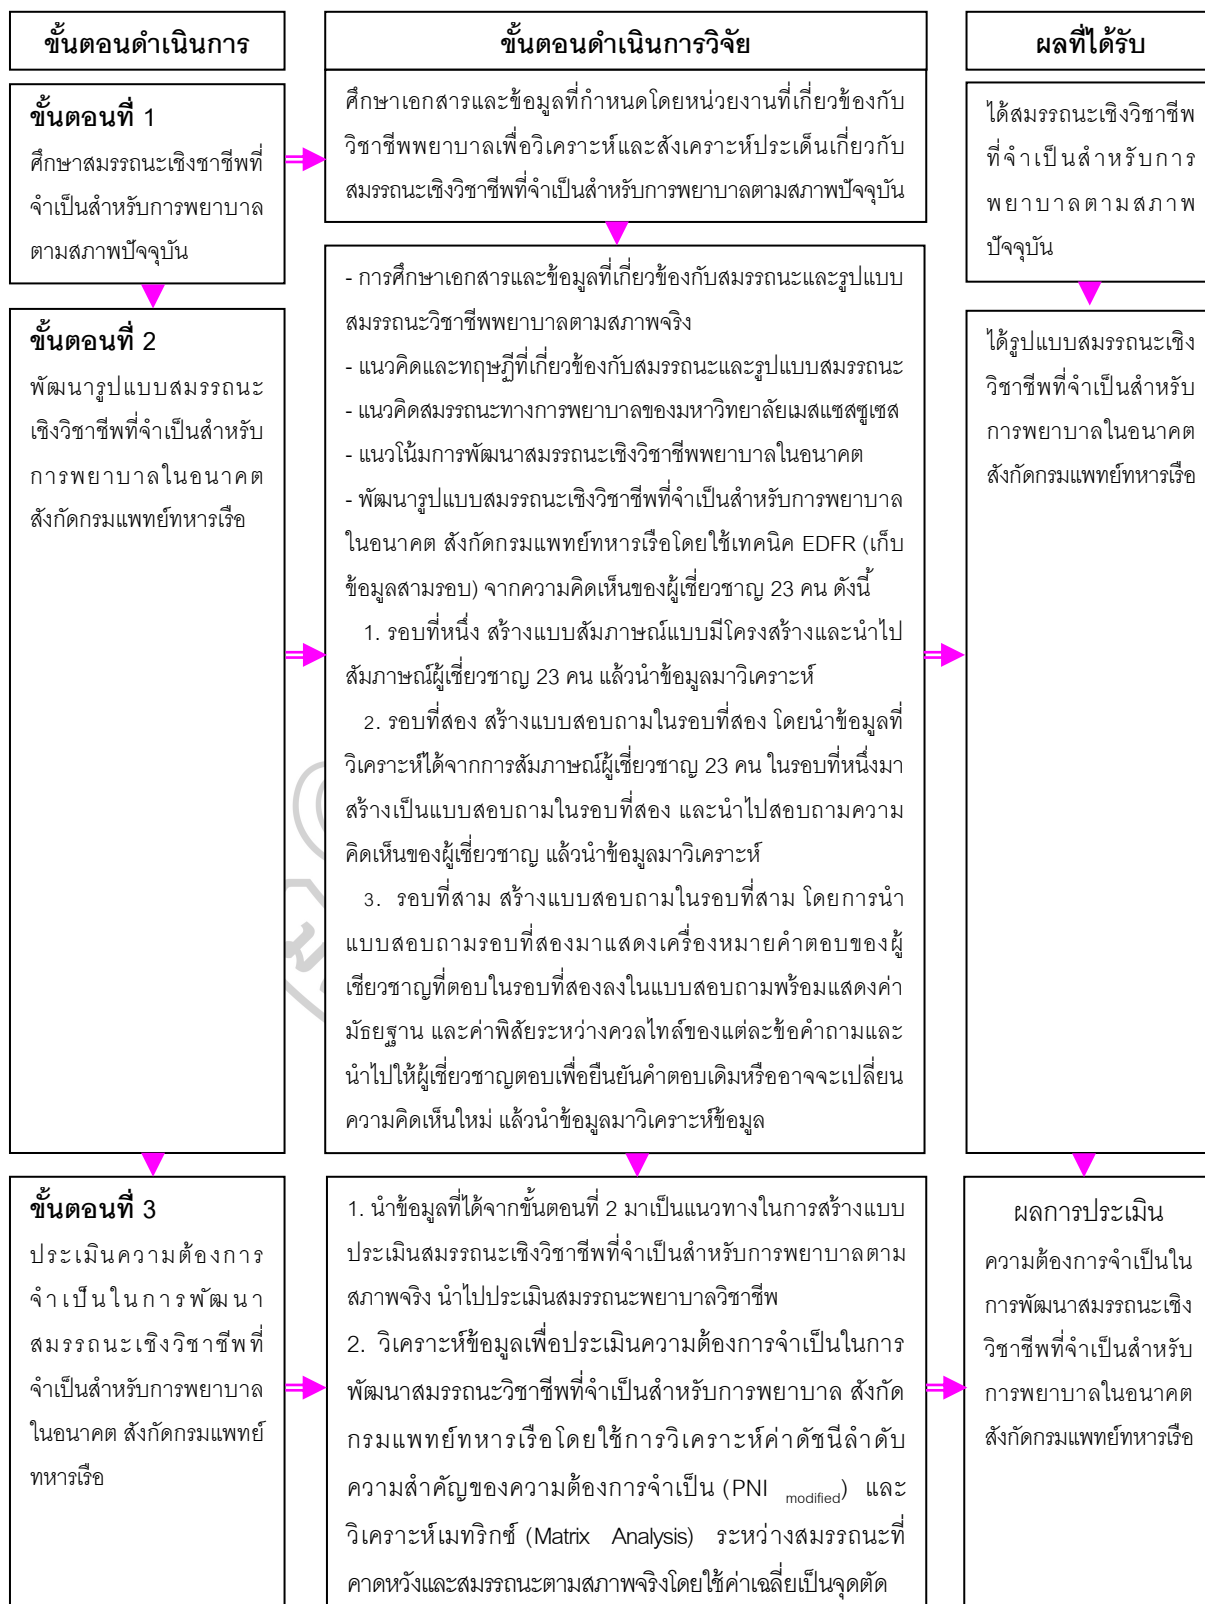 ขั้นตอนดำเนินการ
ขั้นตอนดำเนินการวิจัย
ผลที่ได้รับ
ขั้นตอนที่ 1
ศึกษาสมรรถนะเชิงชาชีพที่
จำเป็นสำหรับการพยาบาล
ตามสภาพปัจจุบัน
ศึกษาเอกสารและข้อมูลที่กำหนดโดยหน่วยงานที่เกี่ยวข้องกับ
วิชาชีพพยาบาลเพื่อวิเคราะห์และสังเคราะห์ประเด็นเกี่ยวกับ
สมรรถนะเชิงวิชาชีพที่จำเป็นสำหรับการพยาบาลตามสภาพปัจจุบัน
ได้สมรรถนะเชิงวิชาชีพ
ที่จำเป็นสำหรับการ
พยาบาลตามสภาพ
ปัจจุบัน
ขั้นตอนที่ 2
พัฒนารูปแบบสมรรถนะ
เชิงวิชาชีพที่จำเป็นสำหรับ
การพยาบาลในอนาคต
สังกัดกรมแพทย์ทหารเรือ
- การศึกษาเอกสารและข้อมูลที่เกี่ยวข้องกับสมรรถนะและรูปแบบ
สมรรถนะวิชาชีพพยาบาลตามสภาพจริง
- แนวคิดและทฤษฎีที่เกี่ยวข้องกับสมรรถนะและรูปแบบสมรรถนะ
- แนวคิดสมรรถนะทางการพยาบาลของมหาวิทยาลัยเมสแซสซูเซส
- แนวโน้มการพัฒนาสมรรถนะเชิงวิชาชีพพยาบาลในอนาคต
- พัฒนารูปแบบสมรรถนะเชิงวิชาชีพที่จำเป็นสำหรับการพยาบาล
ในอนาคต สังกัดกรมแพทย์ทหารเรือโดยใช้เทคนิค EDFR (เก็บ
ข้อมูลสามรอบ) จากความคิดเห็นของผู้เชี่ยวชาญ 23 คน ดังนี้
1. รอบที่หนึ่ง สร้างแบบสัมภาษณ์แบบมีโครงสร้างและนำไป
สัมภาษณ์ผู้เชี่ยวชาญ 23 คน แล้วนำข้อมูลมาวิเคราะห์
2. รอบที่สอง สร้างแบบสอบถามในรอบที่สอง โดยนำข้อมูลที่
วิเคราะห์ได้จากการสัมภาษณ์ผู้เชี่ยวชาญ 23 คน ในรอบที่หนึ่งมา
สร้างเป็นแบบสอบถามในรอบที่สอง และนำไปสอบถามความ
คิดเห็นของผู้เชี่ยวชาญ แล้วนำข้อมูลมาวิเคราะห์
3. รอบที่สาม สร้างแบบสอบถามในรอบที่สาม โดยการนำ
แบบสอบถามรอบที่สองมาแสดงเครื่องหมายคำตอบของผู้
เชียวชาญที่ตอบในรอบที่สองลงในแบบสอบถามพร้อมแสดงค่า
มัธยฐาน และค่าพิสัยระหว่างควลไทล์ของแต่ละข้อคำถามและ
นำไปให้ผู้เชี่ยวชาญตอบเพื่อยืนยันคำตอบเดิมหรืออาจจะเปลี่ยน
ความคิดเห็นใหม่ แล้วนำข้อมูลมาวิเคราะห์ข้อมูล
ได้รูปแบบสมรรถนะเชิง
วิชาชีพที่จำเป็นสำหรับ
การพยาบาลในอนาคต
สังกัดกรมแพทย์ทหารเรือ
ขั้นตอนที่ 3
ประเมินความต้องการ
จำเป็นในการพัฒนา
สมรรถนะเชิงวิชาชีพที่
จำเป็นสำหรับการพยาบาล
ในอนาคต สังกัดกรมแพทย์
ทหารเรือ
1. นำข้อมูลที่ได้จากขั้นตอนที่ 2 มาเป็นแนวทางในการสร้างแบบ
ประเมินสมรรถนะเชิงวิชาชีพที่จำเป็นสำหรับการพยาบาลตาม
สภาพจริง นำไปประเมินสมรรถนะพยาบาลวิชาชีพ
2. วิเคราะห์ข้อมูลเพื่อประเมินความต้องการจำเป็นในการ
พัฒนาสมรรถนะวิชาชีพที่จำเป็นสำหรับการพยาบาล สังกัด
กรมแพทย์ทหารเรือโดยใช้การวิเคราะห์ค่าดัชนีลำดับ
ความสำคัญของความต้องการจำเป็น (PNI modified) และ
วิเคราะห์เมทริกซ์ (Matrix Analysis) ระหว่างสมรรถนะที่
คาดหวังและสมรรถนะตามสภาพจริงโดยใช้ค่าเฉลี่ยเป็นจุดตัด
ผลการประเมิน
ความต้องการจำเป็นใน
การพัฒนาสมรรถนะเชิง
วิชาชีพที่จำเป็นสำหรับ
การพยาบาลในอนาคต
สังกัดกรมแพทย์ทหารเรือ